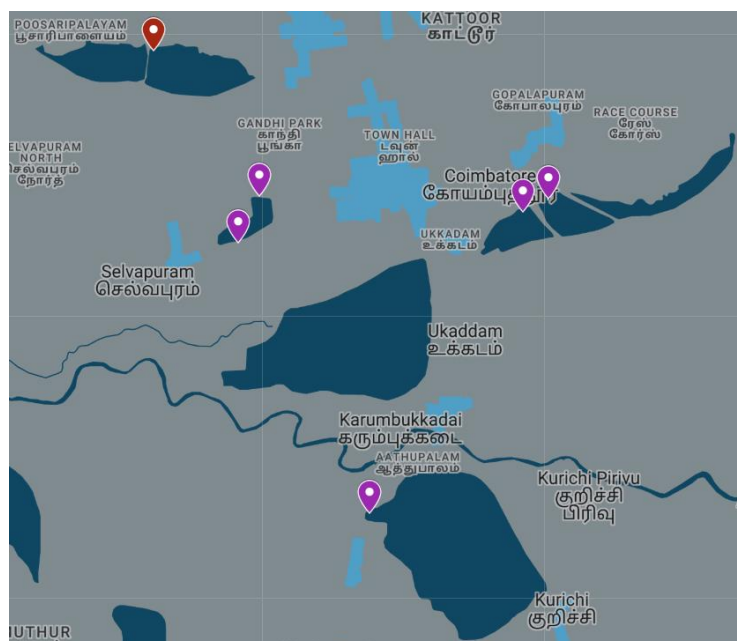 POOSARIPALAYAM
பூசாரிபாளையம்
KATTOOR
காட்டூர்
GOPALAPURAM
கோபாலபுரம்
RACE COURSE
ரேஸ்
கோர்ஸ்
GANDHI PARK
காந்தி
பூங்கா
TOWN HALL
டவுன்
ஹால்
ELVAPURAM
NORTH
செல்வபுரம்
நோர்த்
Coimbatore
UKKADAM
உக்கடம்
Selvapuram
செல்வபுரம்
Ukaddam
உக்கடம்
Karumbukkadai
கரும்புக்கடை
AATHUPALAM
ஆத்துபாலம்
Kurichi Pirivu
குறிச்சி
பிரிவு
Kurichi
குறிச்சி
UTHUR